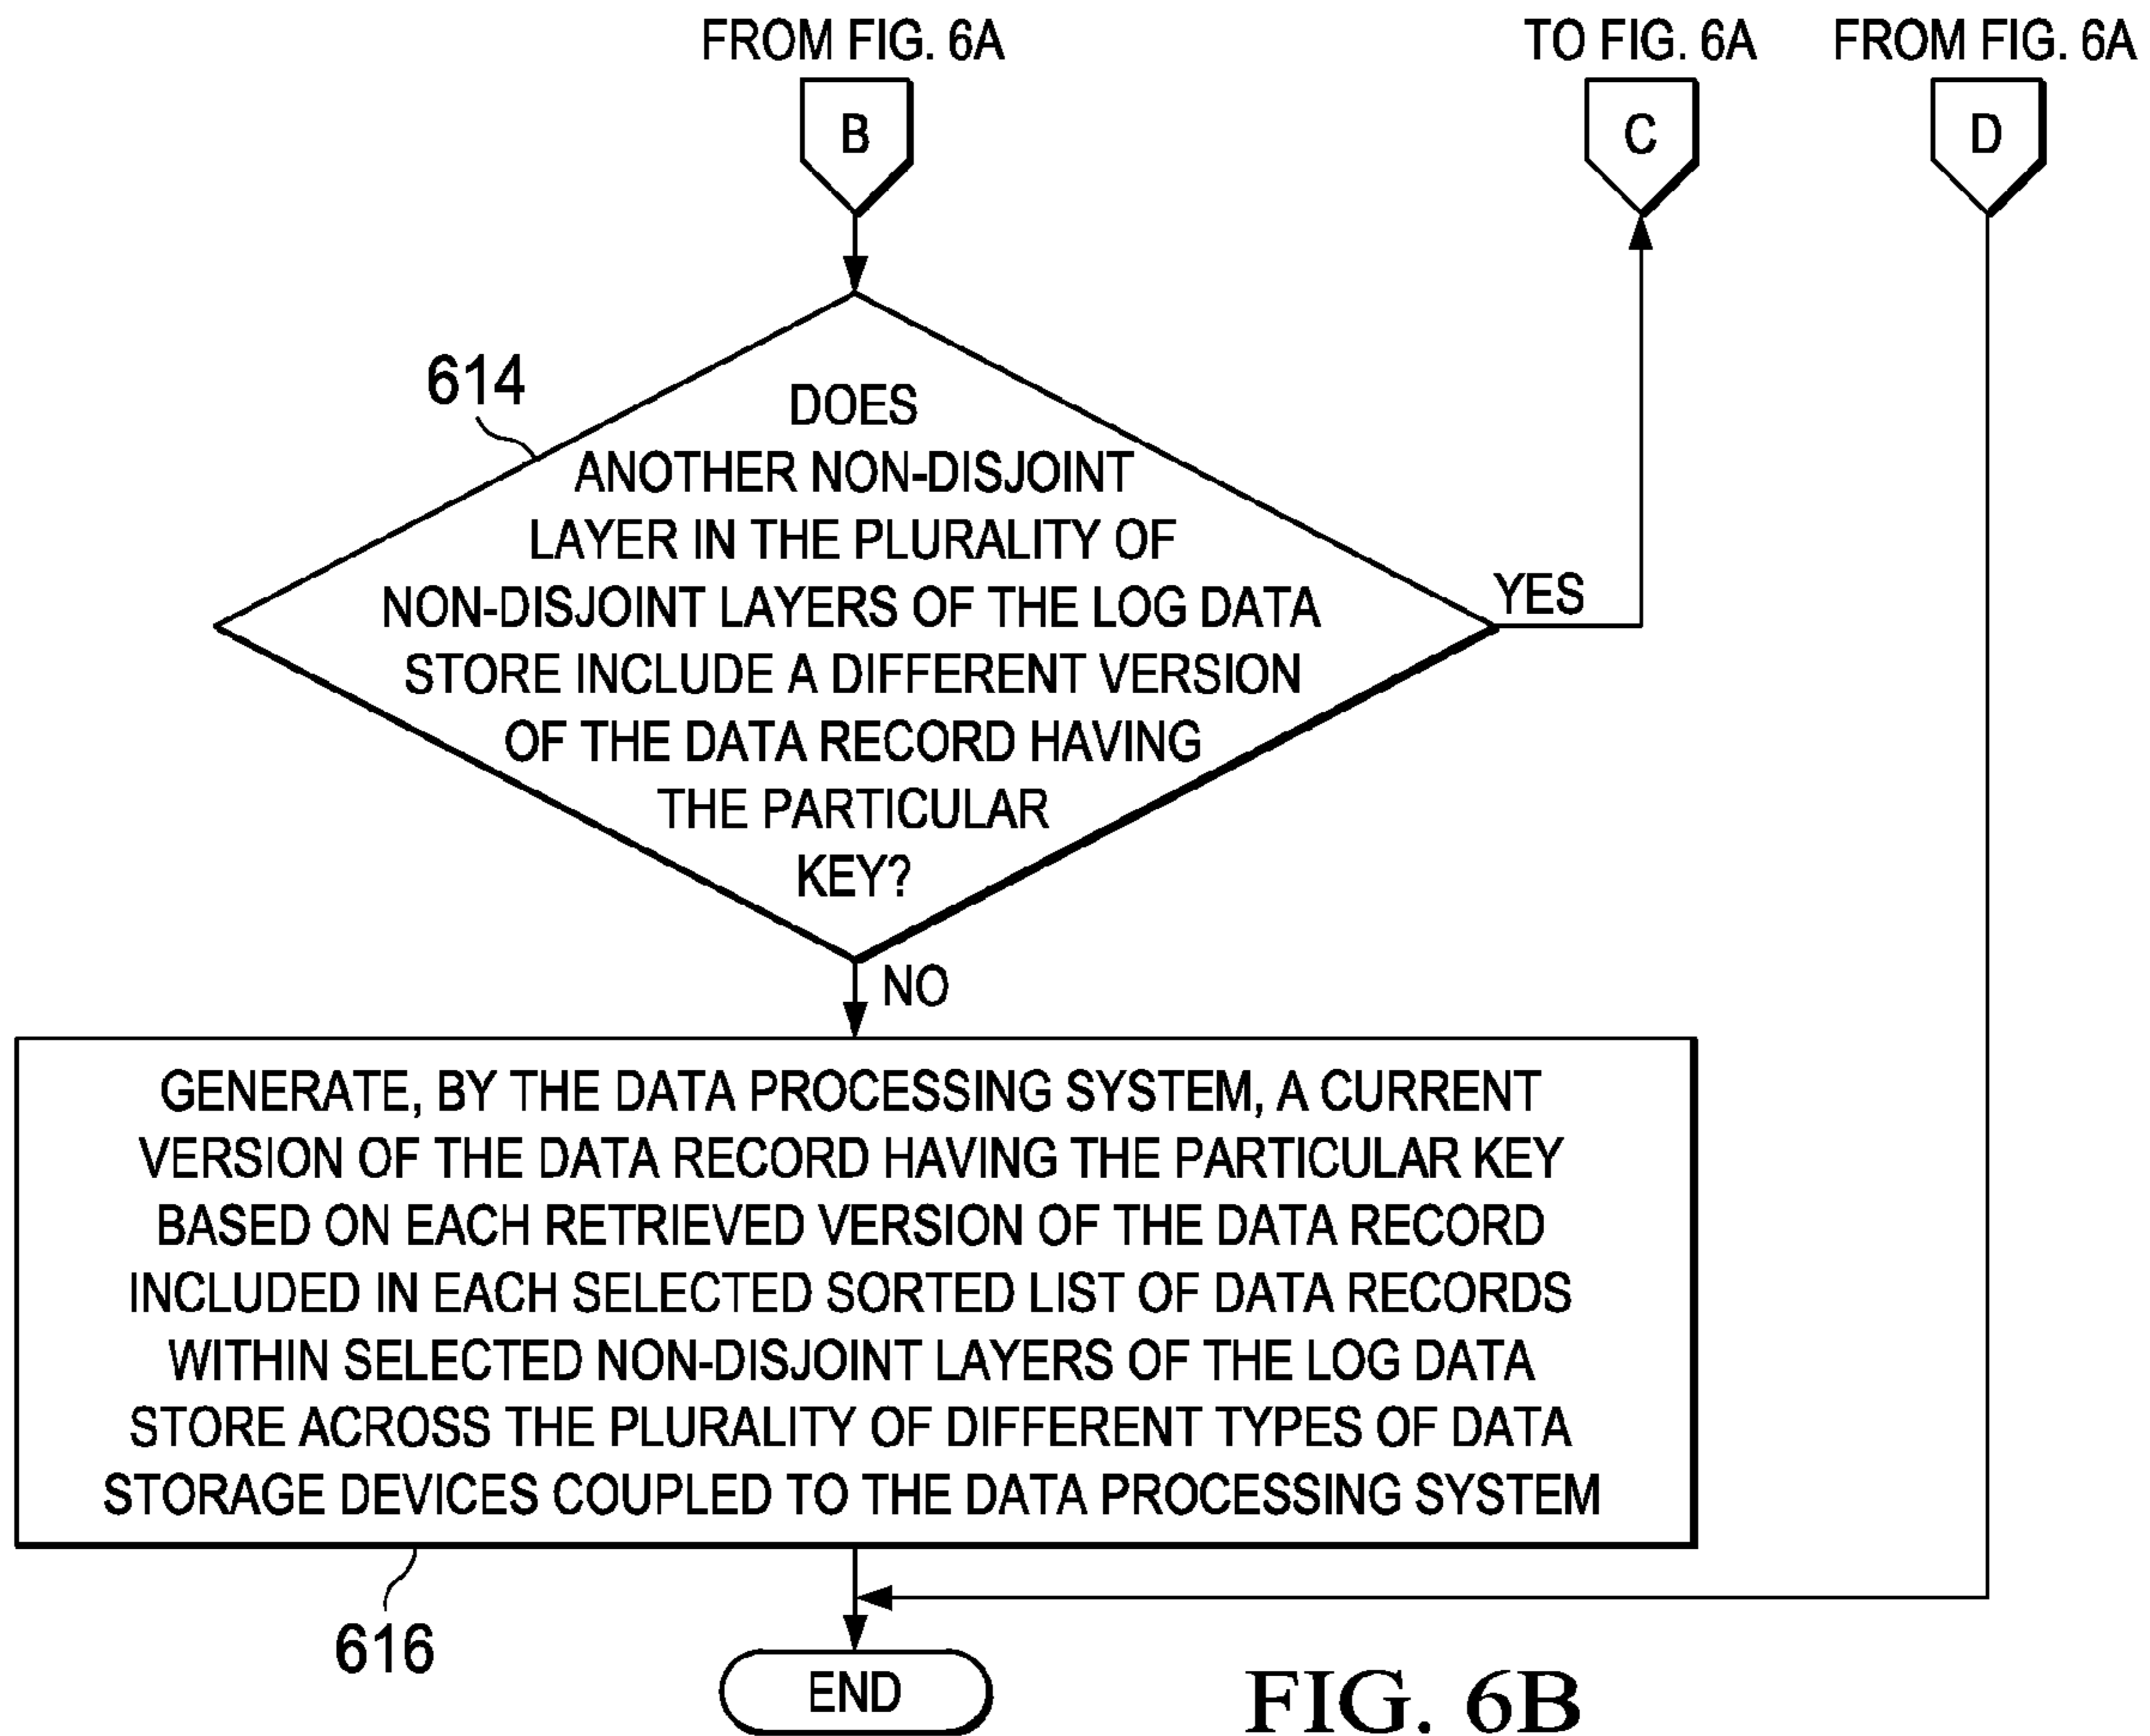 FROM FIG. 6A
TO FIG. 6A
FROM FIG. 6A
B
C
D
614
DOES
ANOTHER NON-DISJOINT
LAYER IN THE PLURALITY OF
NON-DISJOINT LAYERS OF THE LOG DATA
STORE INCLUDE A DIFFERENT VERSION
OF THE DATA RECORD HAVING
THE PARTICULAR
KEY?
YES
NO
GENERATE, BY THE DATA PROCESSING SYSTEM, A CURRENT
VERSION OF THE DATA RECORD HAVING THE PARTICULAR KEY
BASED ON EACH RETRIEVED VERSION OF THE DATA RECORD
INCLUDED IN EACH SELECTED SORTED LIST OF DATA RECORDS
WITHIN SELECTED NON-DISJOINT LAYERS OF THE LOG DATA
STORE ACROSS THE PLURALITY OF DIFFERENT TYPES OF DATA
STORAGE DEVICES COUPLED TO THE DATA PROCESSING SYSTEM
616
END
FIG. 6B